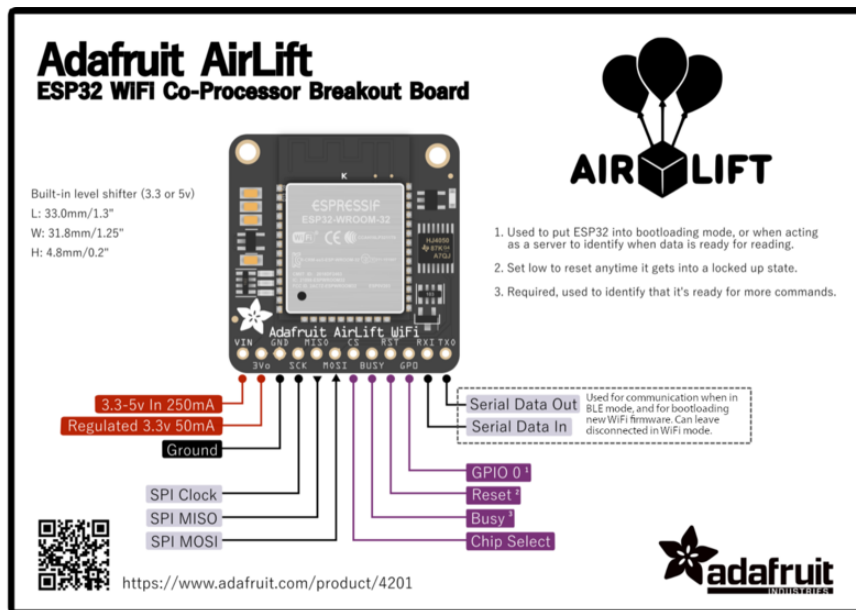 Adafruit AirLift
ESP32 WIFI Co-Processor Breakout Board
AIR LIFT
Built-in level shifter (3.3 or 5v)
L: 33.0mm/1.3"
W: 31.8mm/1.25"
H: 4.8mm/0.2"
1. Used to put ESP32 into bootloading mode, or when acting
as a server to identify when data is ready for reading.
2. Set low to reset anytime it gets into a locked up state.
3. Required, used to identify that it's ready for more commands.
K
ESPRESSIF
ESP32-WROOM-32
WiFi
CE
HJ4050
A7GJ
103
Adafruit AirLift WiFi
VIN GND MISO CS RST RXI TXO
3Vo SCK MOSI BUSY GPO
3.3-5v In 250mA
Regulated 3.3v 50mA
Ground
SPI Clock
SPI MISO
SPI MOSI
Serial Data Out
Serial Data In
Used for communication when in
BLE mode, and for bootloading
new WiFi firmware. Can leave
disconnected in WiFi mode.
GPIO 0 ¹
Reset ²
Busy ³
Chip Select
https://www.adafruit.com/product/4201
adafruit
INDUSTRIES